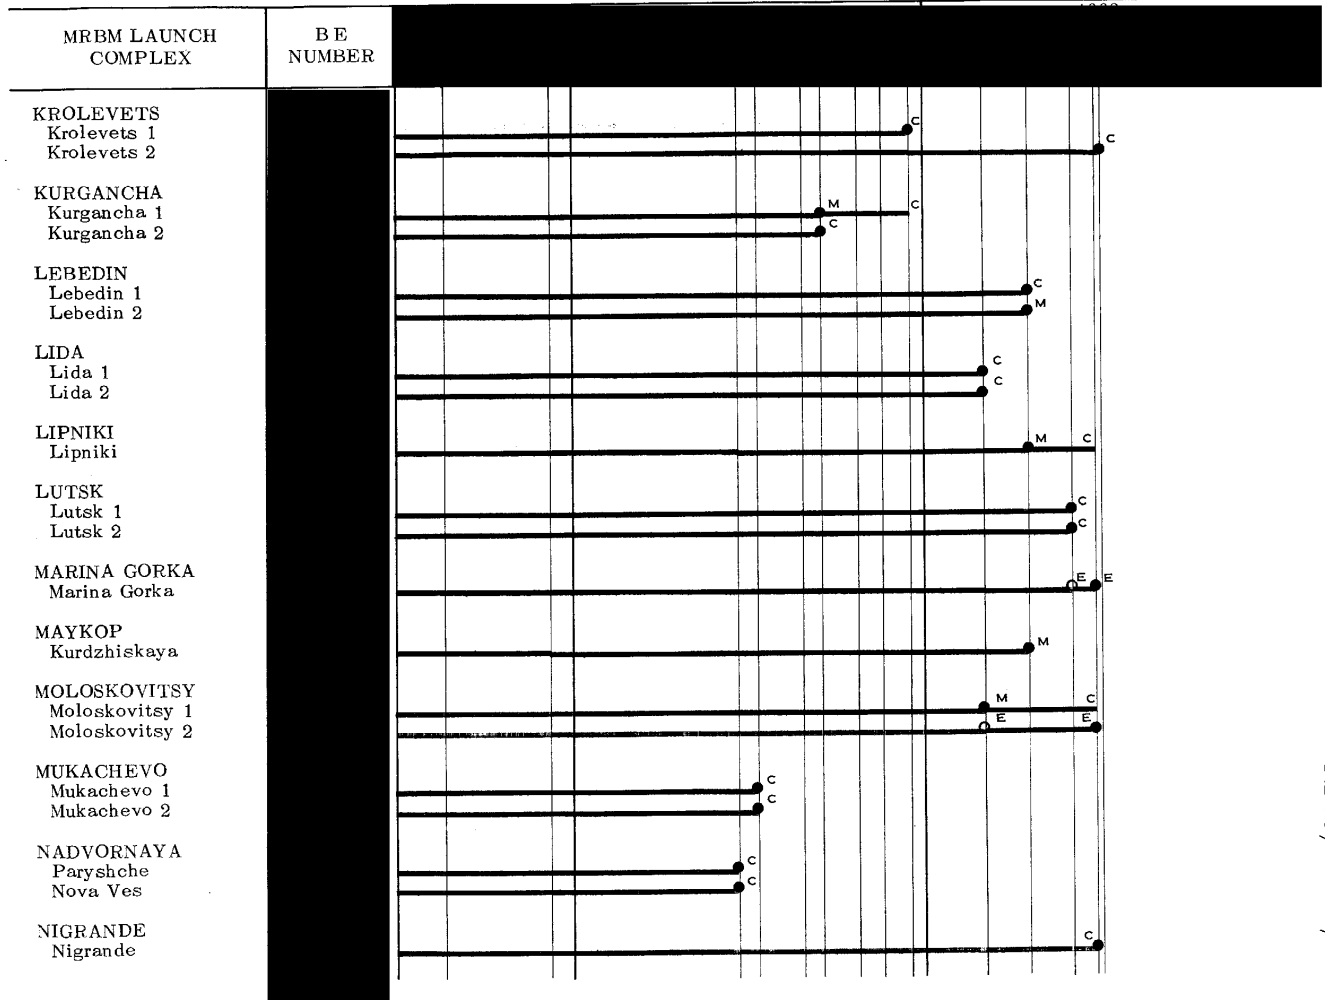 MRBM LAUNCH
COMPLEX
B E
NUMBER
KROLEVETS
Krolevets 1 C
Krolevets 2 C
KURGANCHA
Kurgancha 1 M C
Kurgancha 2 C
LEBEDIN
Lebedin 1 C
Lebedin 2 M
LIDA
Lida 1 C
Lida 2 C
LIPNIKI
Lipniki M C
LUTSK
Lutsk 1 C
Lutsk 2 C
MARINA GORKA
Marina Gorka E E
MAYKOP
Kurdzhiskaya M
MOLOSKOVITSY
Moloskovitsy 1 M C
Moloskovitsy 2 E E
MUKACHEVO
Mukachevo 1 C
Mukachevo 2 C
NADVORNAYA
Paryshche C
Nova Ves C
NIGRANDE
Nigrande C